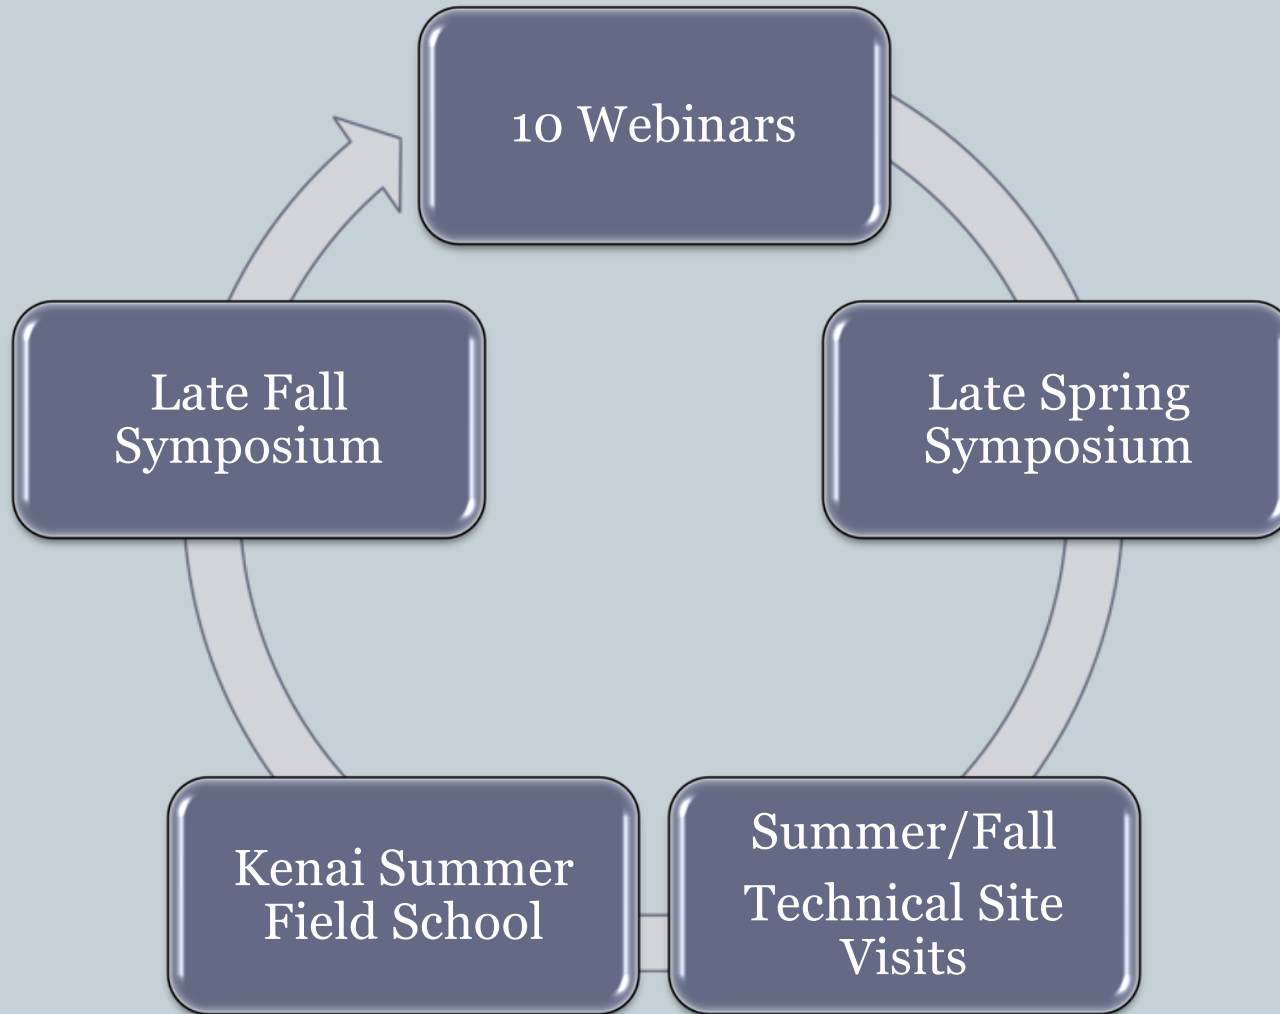 10 Webinars
Late Spring
Symposium
Summer/Fall
Technical Site
Visits
Kenai Summer
Field School
Late Fall
Symposium